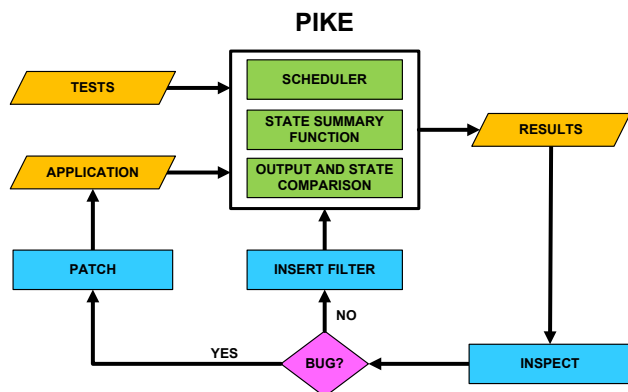 PIKE
SCHEDULER
TESTS
STATE SUMMARY
FUNCTION
RESULTS
APPLICATION
OUTPUT AND STATE
COMPARISON
PATCH
INSERT FILTER
NO
YES
BUG?
INSPECT